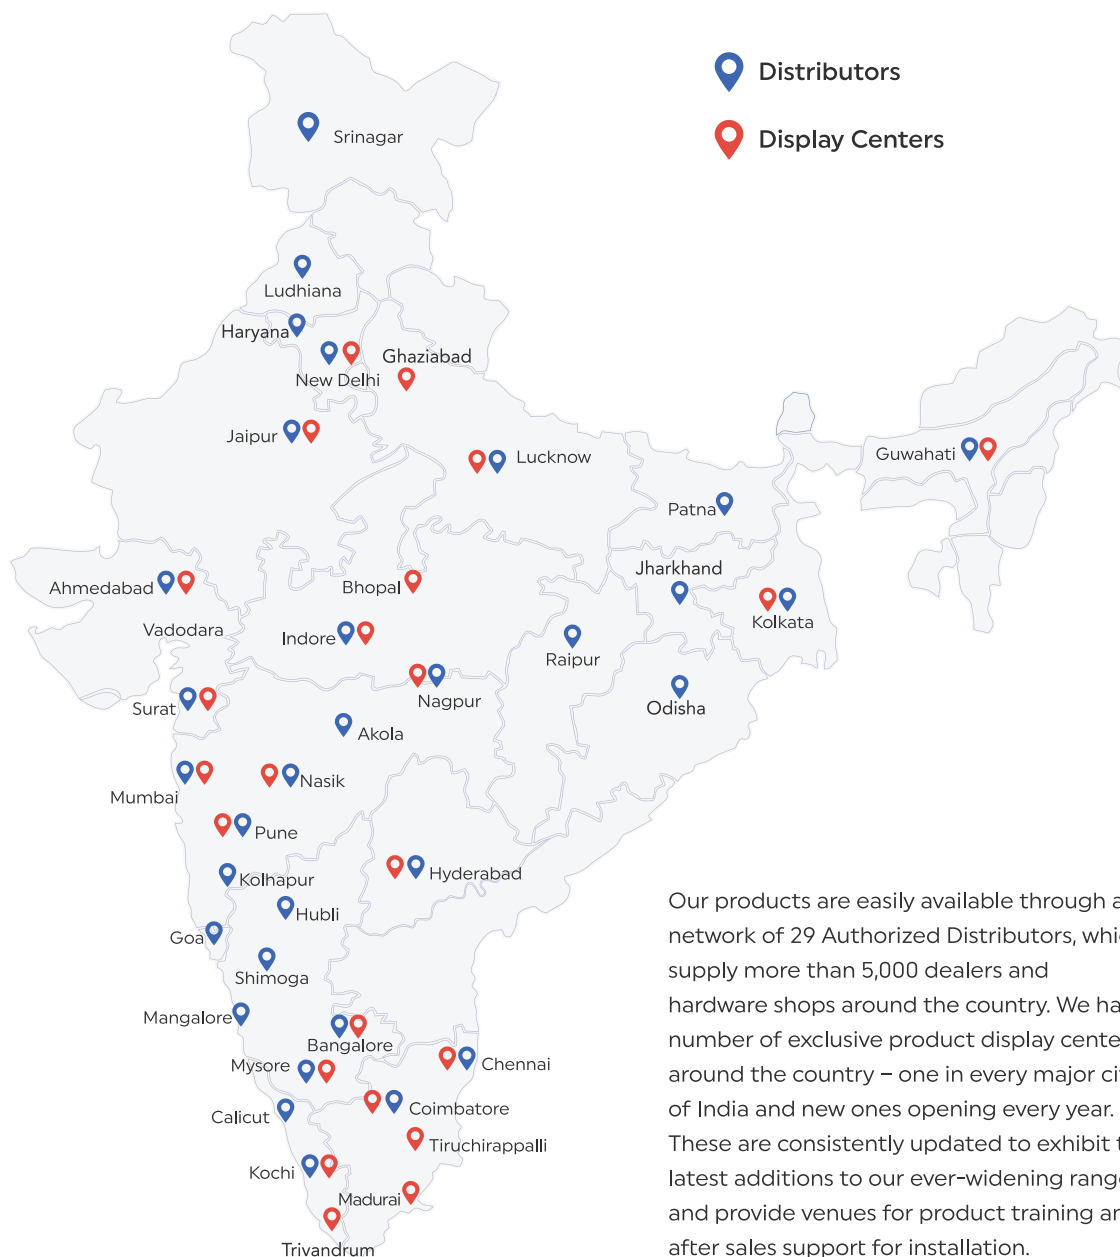 Distributors
Display Centers
Srinagar
Ludhiana
Haryana
New Delhi
Ghaziabad
Jaipur
Lucknow
Guwahati
Patna
Ahmedabad
Vadodara
Bhopal
Jharkhand
Kolkata
Indore
Raipur
Nagpur
Odisha
Surat
Akola
Mumbai
Nasik
Pune
Kolhapur
Hyderabad
Hubli
Goa
Shimoga
Mangalore
Bangalore
Mysore
Chennai
Calicut
Coimbatore
Tiruchirappalli
Kochi
Madurai
Trivandrum
Our products are easily available through a
network of 29 Authorized Distributors, whic
supply more than 5,000 dealers and
hardware shops around the country. We ha
number of exclusive product display cente
around the country – one in every major ci
of India and new ones opening every year.
These are consistently updated to exhibit t
latest additions to our ever-widening range
and provide venues for product training an
after sales support for installation.